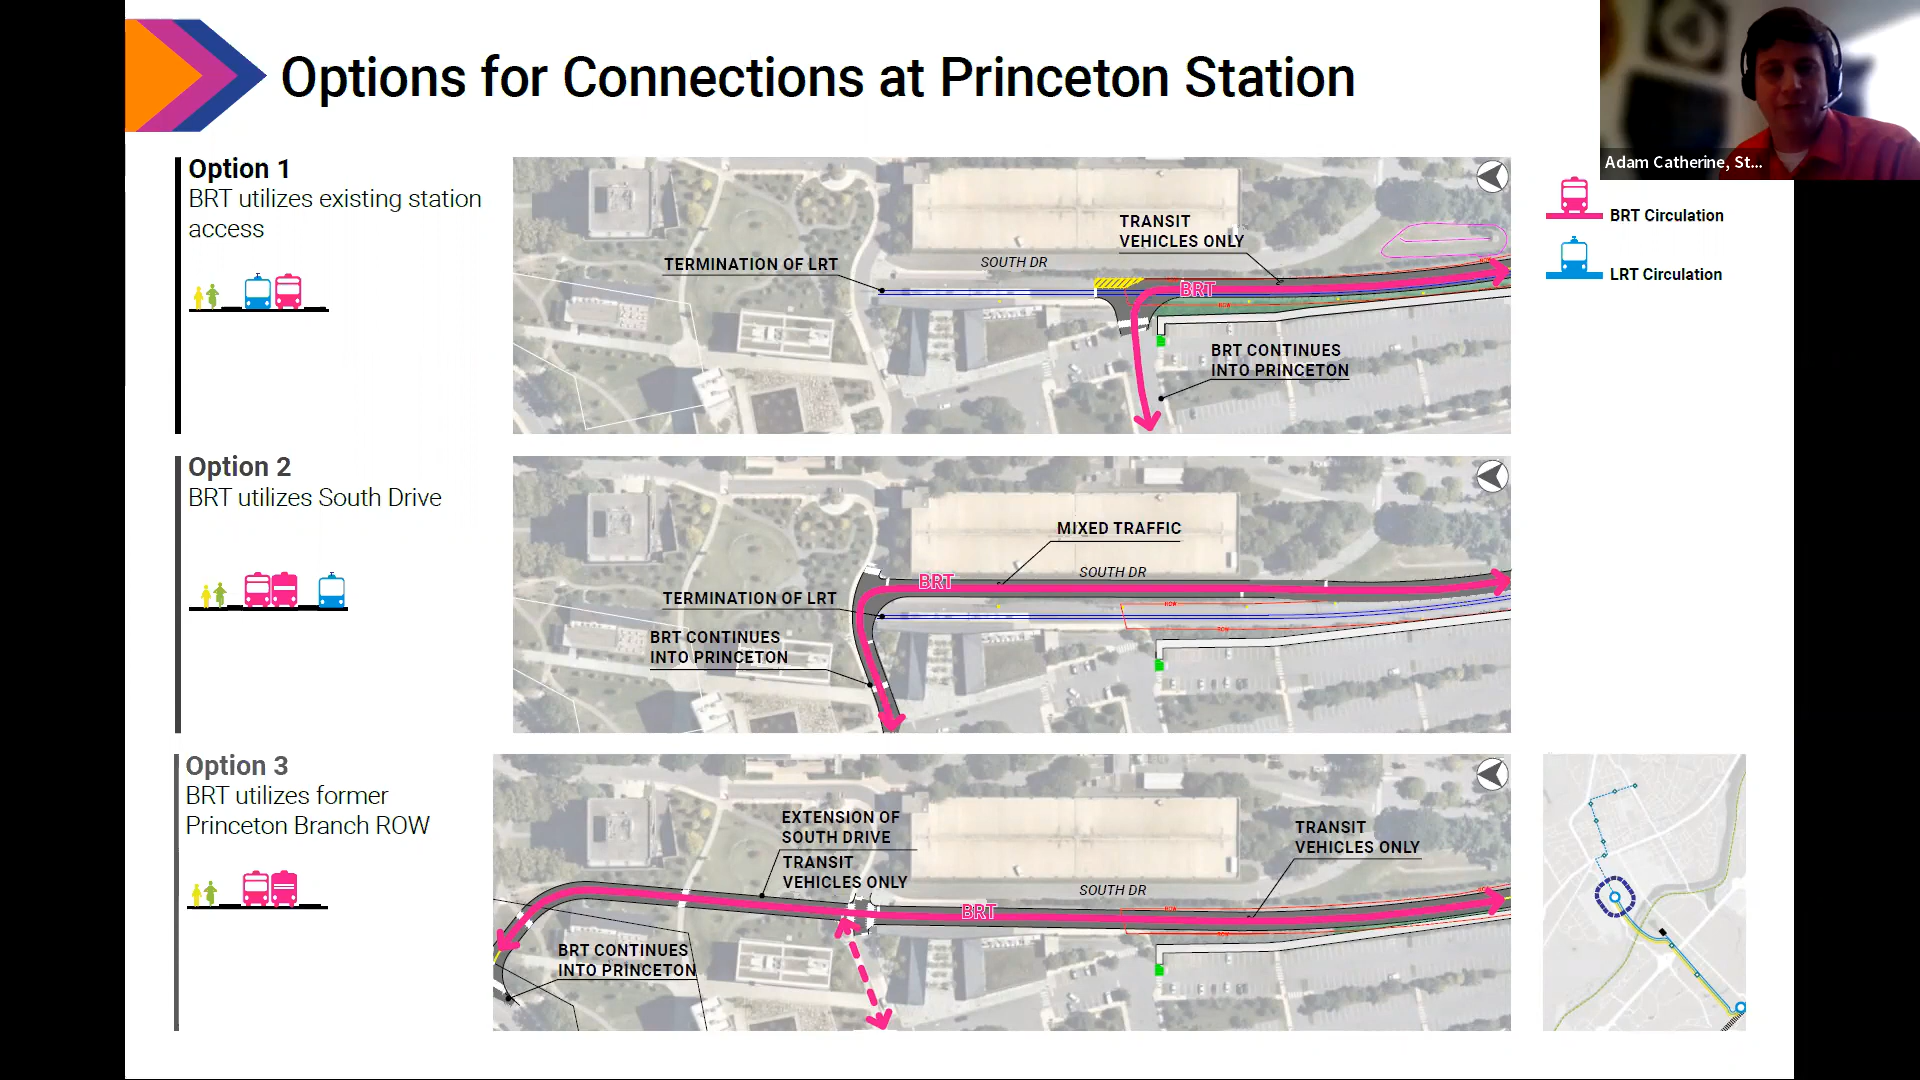 Options for Connections at Princeton Station
Adam Catherine, St...
Option 1
BRT utilizes existing station
access
TERMINATION OF LRT
SOUTH DR
TRANSIT
VEHICLES ONLY
BRT
BRT CONTINUES
INTO PRINCETON
BRT Circulation
LRT Circulation
Option 2
BRT utilizes South Drive
MIXED TRAFFIC
SOUTH DR
BRT
TERMINATION OF LRT
BRT CONTINUES
INTO PRINCETON
ROW
ROW
Option 3
BRT utilizes former
Princeton Branch ROW
EXTENSION OF
SOUTH DRIVE
TRANSIT
VEHICLES ONLY
TRANSIT
VEHICLES ONLY
SOUTH DR
BRT
ROW
ROW
BRT CONTINUES
INTO PRINCETON